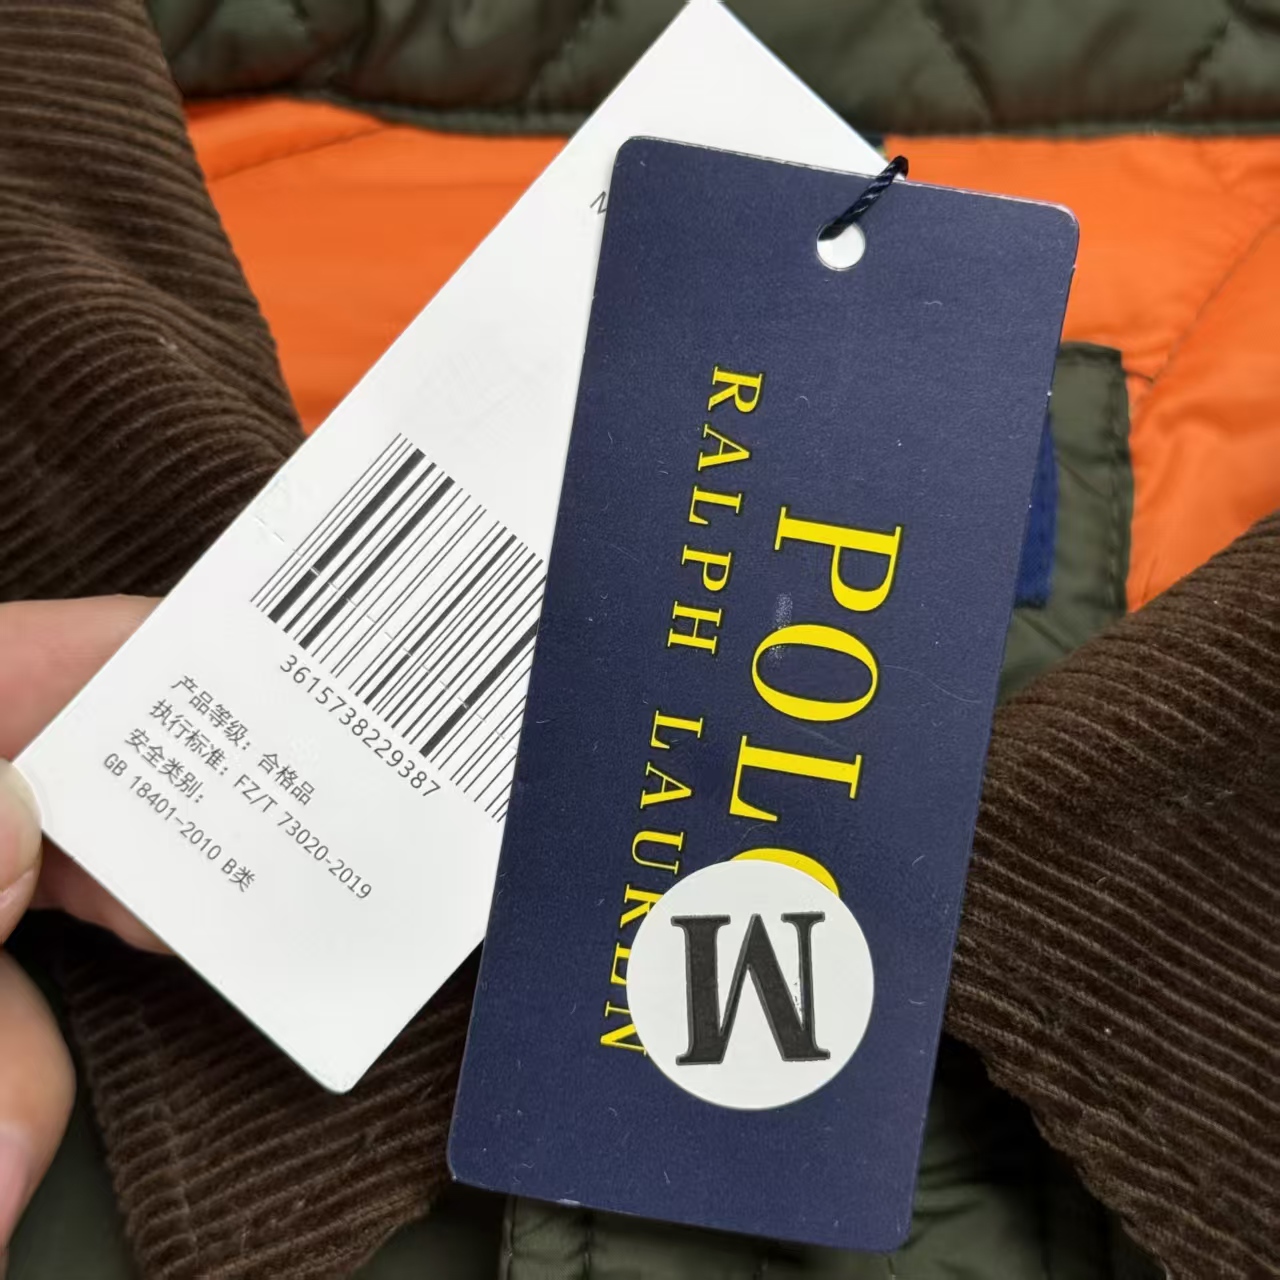 3615738229387
产品等级：合格品
执行标准：FZ/T 73020-2019
安全类别：
GB 18401-2010 B类
POLO
RALPH LAUREN
M